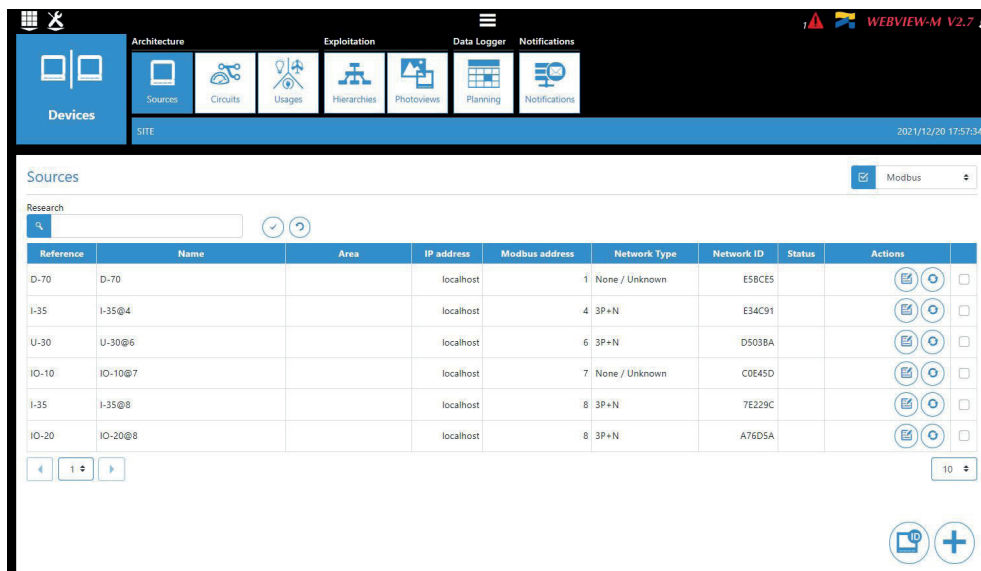 1 WEBVIEW-M V2.7
Devices
Architecture Exploitation Data Logger Notifications
Sources Circuits Usages Hierarchies Photoviews Planning Notifications
SITE 2021/12/20 17:57:34
Sources Modbus
Research
Reference Name Area IP address Modbus address Network Type Network ID Status Actions
D-70 D-70 localhost 1 None / Unknown E5BCE5
I-35 I-35@4 localhost 4 3P+N E34C91
U-30 U-30@6 localhost 6 3P+N D503BA
IO-10 IO-10@7 localhost 7 None / Unknown C0E45D
I-35 I-35@8 localhost 8 3P+N 7E229C
IO-20 IO-20@8 localhost 8 3P+N A76D5A
1 10
ID